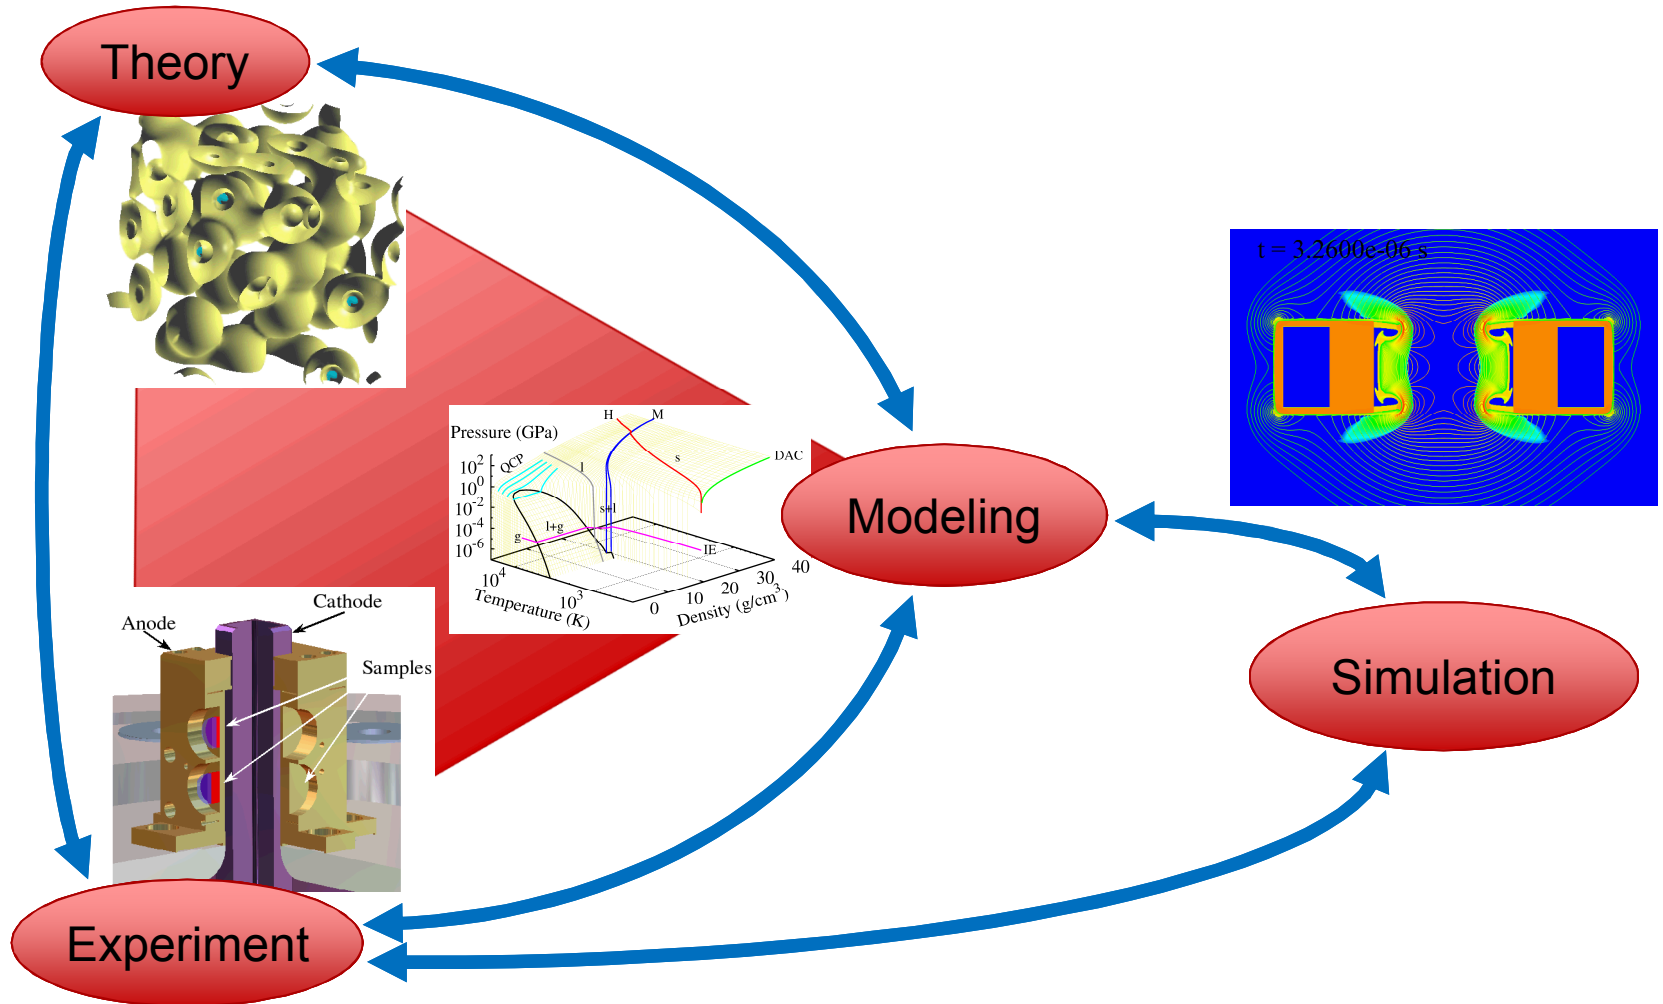 Theory
t = 3.2600e-06 s
H
M
Pressure (GPa)
s
DAC
QCP
l
10²
10⁰
10⁻²
10⁻⁴
10⁻⁶
s+l
l+g
g
IE
10⁴
10³
Temperature (K)
0
10
20
30
40
Density (g/cm³)
Modeling
Cathode
Anode
Samples
Simulation
Experiment